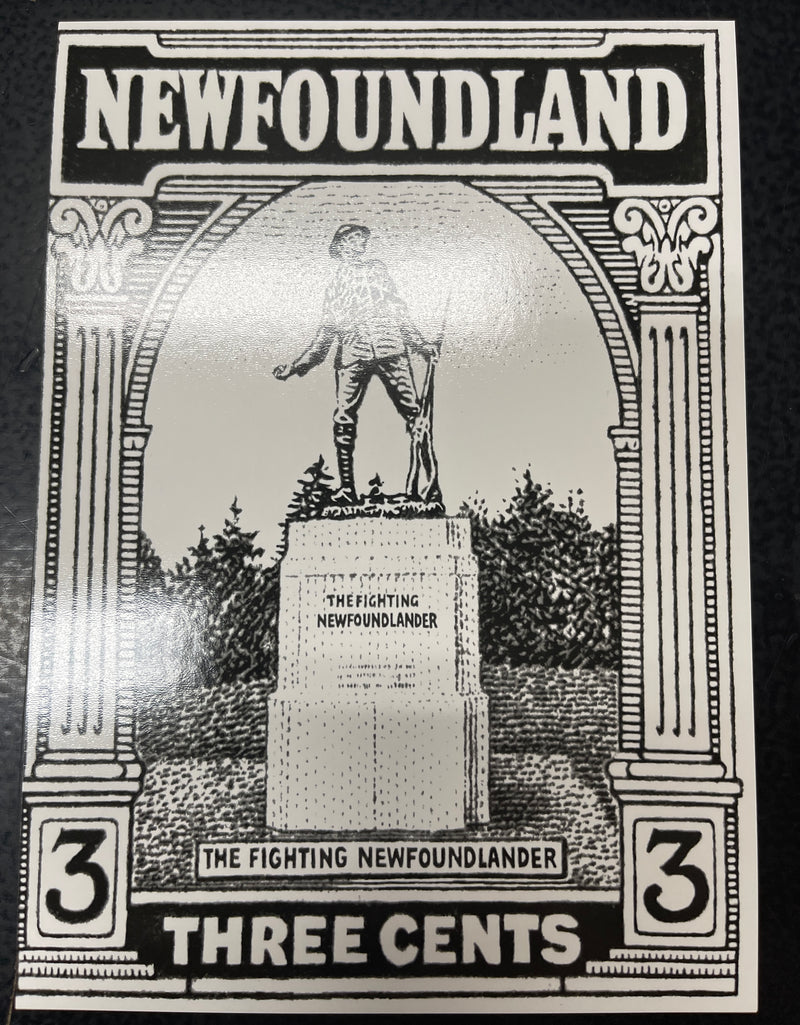 NEWFOUNDLAND
THE FIGHTING
NEWFOUNDLANDER
THE FIGHTING NEWFOUNDLANDER
3
3
THREE CENTS